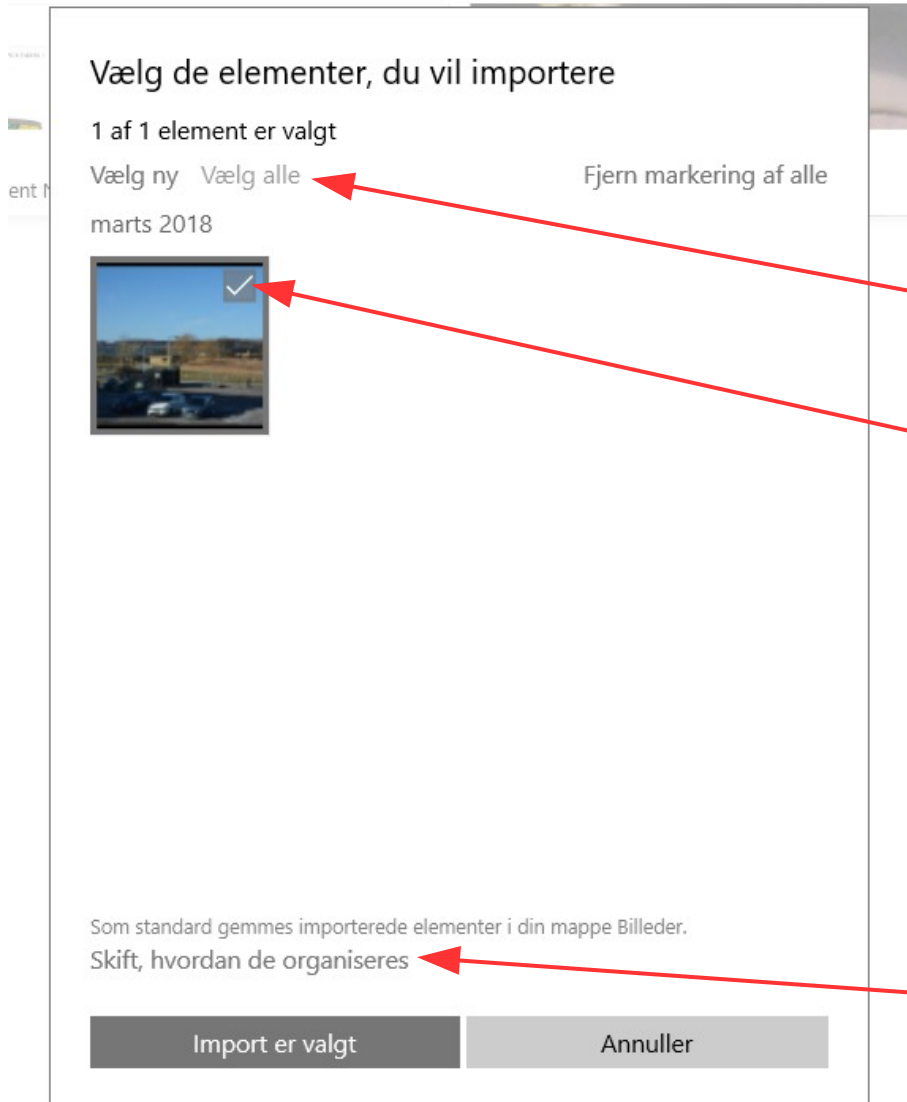 Vælg de elementer, du vil importere
1 af 1 element er valgt
Vælg ny Vælg alle Fjern markering af alle
ent N
marts 2018
Som standard gemmes importerede elementer i din mappe Billeder.
Skift, hvordan de organiseres
Import er valgt Annuller